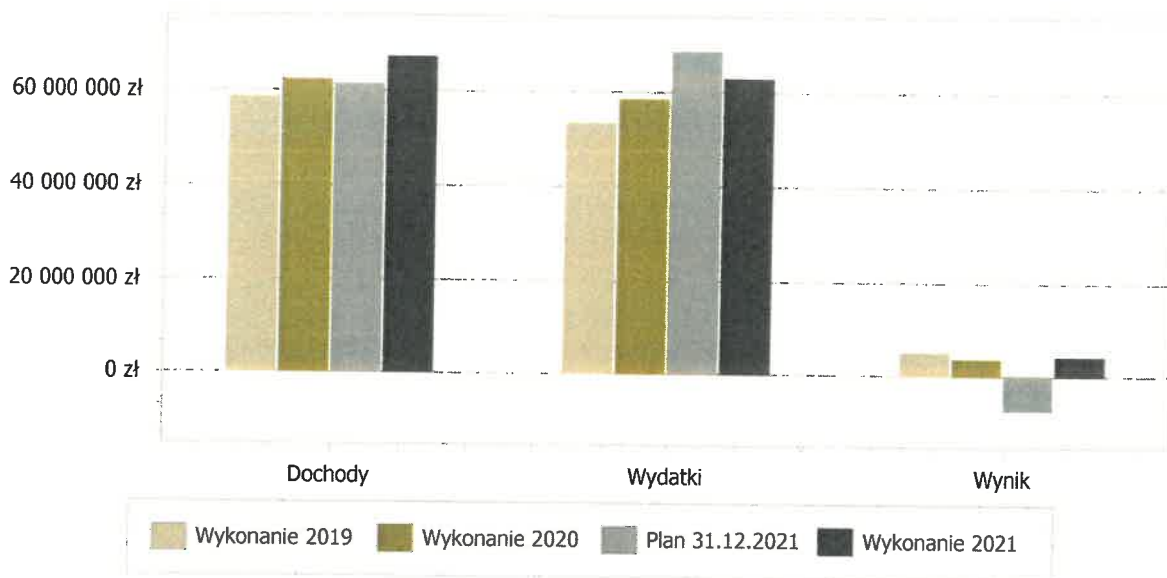 60 000 000 zł
40 000 000 zł
20 000 000 zł
0 zł
Dochody Wydatki Wynik
Wykonanie 2019 Wykonanie 2020 Plan 31.12.2021 Wykonanie 2021